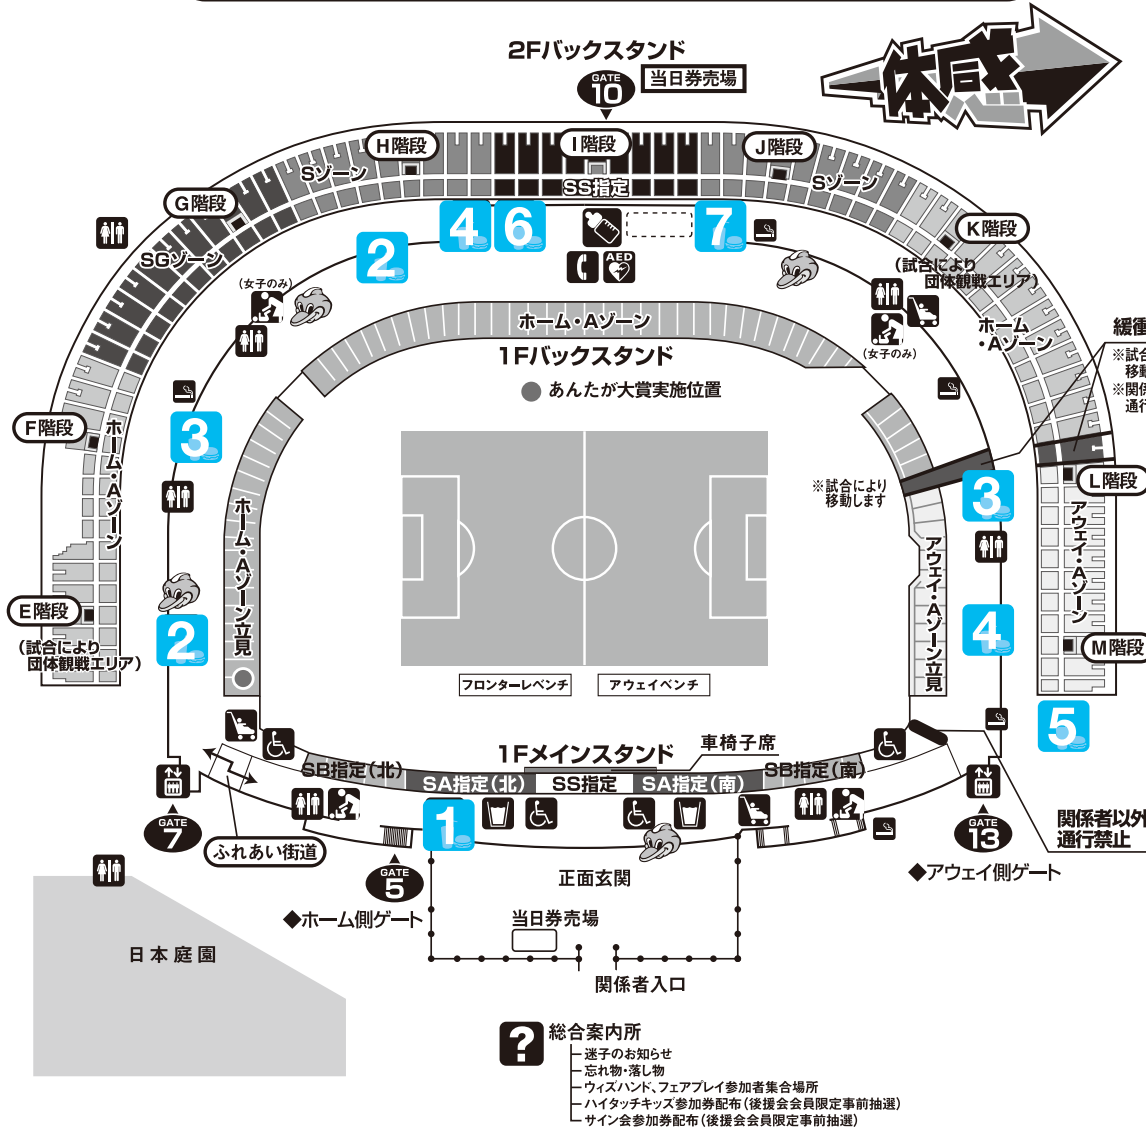 体感
2Fバックスタンド
GATE
10
当日券売場
H階段
I階段
J階段
Sゾーン
SS指定
Sゾーン
G階段
K階段
SGゾーン
4
6
7
2
AED
(女子のみ)
(試合により
団体観戦エリア)
ホーム・Aゾーン
1Fバックスタンド
あんたが大賞実施位置
(女子のみ)
ホーム
・Aゾーン
緩衝
※試合
移動
※関係
通行
F階段
3
ホーム・Aゾーン
ホーム・Aゾーン立見
※試合により
移動します
3
L階段
アウェイ・Aゾーン
アウェイ・Aゾーン立見
E階段
(試合により
団体観戦エリア)
2
4
M階段
フロンターレベンチ
アウェイベンチ
5
1Fメインスタンド
車椅子席
SB指定(北)
SA指定(北)
SS指定
SA指定(南)
SB指定(南)
1
GATE
7
ふれあい街道
GATE
5
◆ホーム側ゲート
GATE
13
◆アウェイ側ゲート
関係者以外
通行禁止
正面玄関
当日券売場
関係者入口
日本庭園
?
総合案内所
迷子のお知らせ
忘れ物・落し物
ウィズハンド、フェアプレイ参加者集合場所
ハイタッチキッズ参加券配布(後援会会員限定事前抽選)
サイン会参加券配布(後援会会員限定事前抽選)